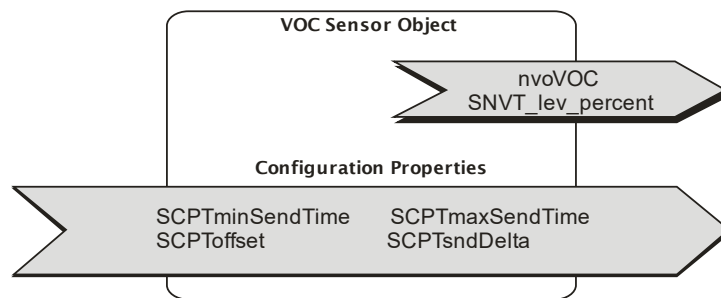 VOC Sensor Object
nvoVOC
SNVT_lev_percent
Configuration Properties
SCPTminSendTime SCPTmaxSendTime
SCPToffset SCPTsndDelta